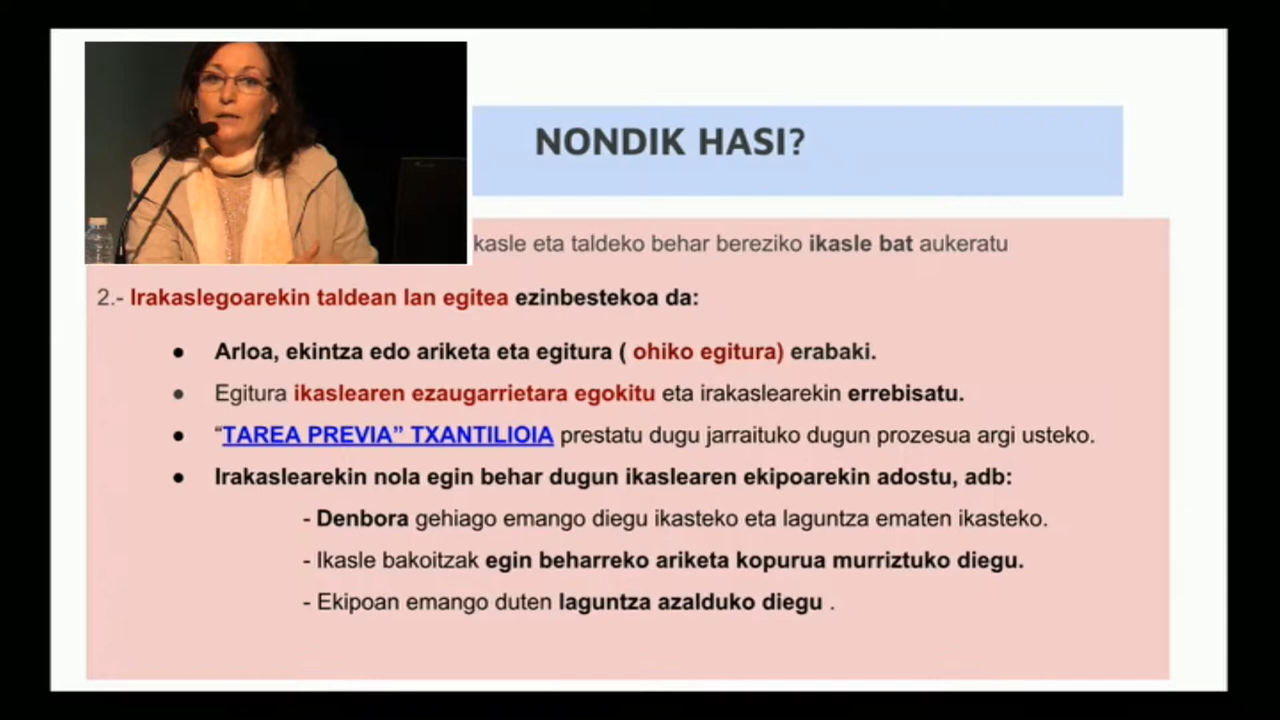 NONDIK HASI?
kasle eta taldeko behar bereziko ikasle bat aukeratu
2.- Irakaslegoarekin taldean lan egitea ezinbestekoa da:
● Arloa, ekintza edo ariketa eta egitura ( ohiko egitura) erabaki.
● Egitura ikaslearen ezaugarrietara egokitu eta irakaslearekin errebisatu.
● “TAREA PREVIA” TXANTILIOIA prestatu dugu jarraituko dugun prozesua argi usteko.
● Irakaslearekin nola egin behar dugun ikaslearen ekipoarekin adostu, adb:
- Denbora gehiago emango diegu ikasteko eta laguntza ematen ikasteko.
- Ikasle bakoitzak egin beharreko ariketa kopurua murriztuko diegu.
- Ekipoan emango duten laguntza azalduko diegu .